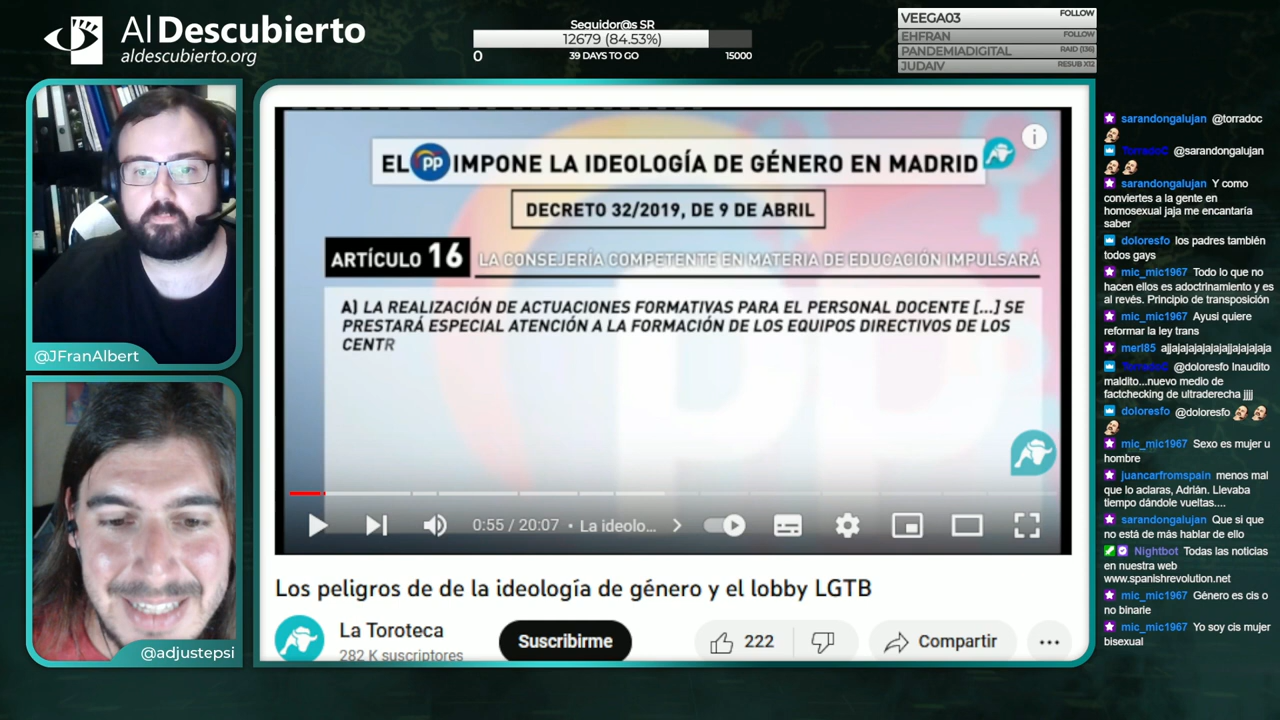 Al Descubierto
aldescubierto.org
Seguidor@s SR
12679 (84.53%)
0
39 DAYS TO GO
15000
VEEGA03 FOLLOW
EHFRAN FOLLOW
PANDEMIADIGITAL RAID (136)
JUDAIV RESUB X12
@JFranAlbert
@adjustepsi
EL PP IMPONE LA IDEOLOGÍA DE GÉNERO EN MADRID
DECRETO 32/2019, DE 9 DE ABRIL
ARTÍCULO 16 LA CONSEJERÍA COMPETENTE EN MATERIA DE EDUCACIÓN IMPULSARÁ
A) LA REALIZACIÓN DE ACTUACIONES FORMATIVAS PARA EL PERSONAL DOCENTE [...] SE
PRESTARÁ ESPECIAL ATENCIÓN A LA FORMACIÓN DE LOS EQUIPOS DIRECTIVOS DE LOS
CENTR
0:55 / 20:07 • La ideolo...
Los peligros de de la ideología de género y el lobby LGTB
La Toroteca
282 K suscriptores
Suscribirme
222
Compartir
sarandongalujan @torradoc
TorradoC @sarandongalujan
sarandongalujan Y como
conviertes a la gente en
homosexual jaja me encantaría
saber
doloresfo los padres también
todos gays
mic_mic1967 Todo lo que no
hacen ellos es adoctrinamiento y es
al revés. Principio de transposición
mic_mic1967 Ayusi quiere
reformar la ley trans
merl85 ajjajajajajajajjajajajaja
TorradoC @doloresfo Inaudito
maldito...nuevo medio de
factchecking de ultraderecha jjjj
doloresfo @doloresfo
mic_mic1967 Sexo es mujer u
hombre
juancarfromspain menos mal
que lo aclaras, Adrián. Llevaba
tiempo dándole vueltas....
sarandongalujan Que si que
no está de más hablar de ello
Nightbot Todas las noticias
en nuestra web
www.spanishrevolution.net
mic_mic1967 Género es cis o
no binarie
mic_mic1967 Yo soy cis mujer
bisexual